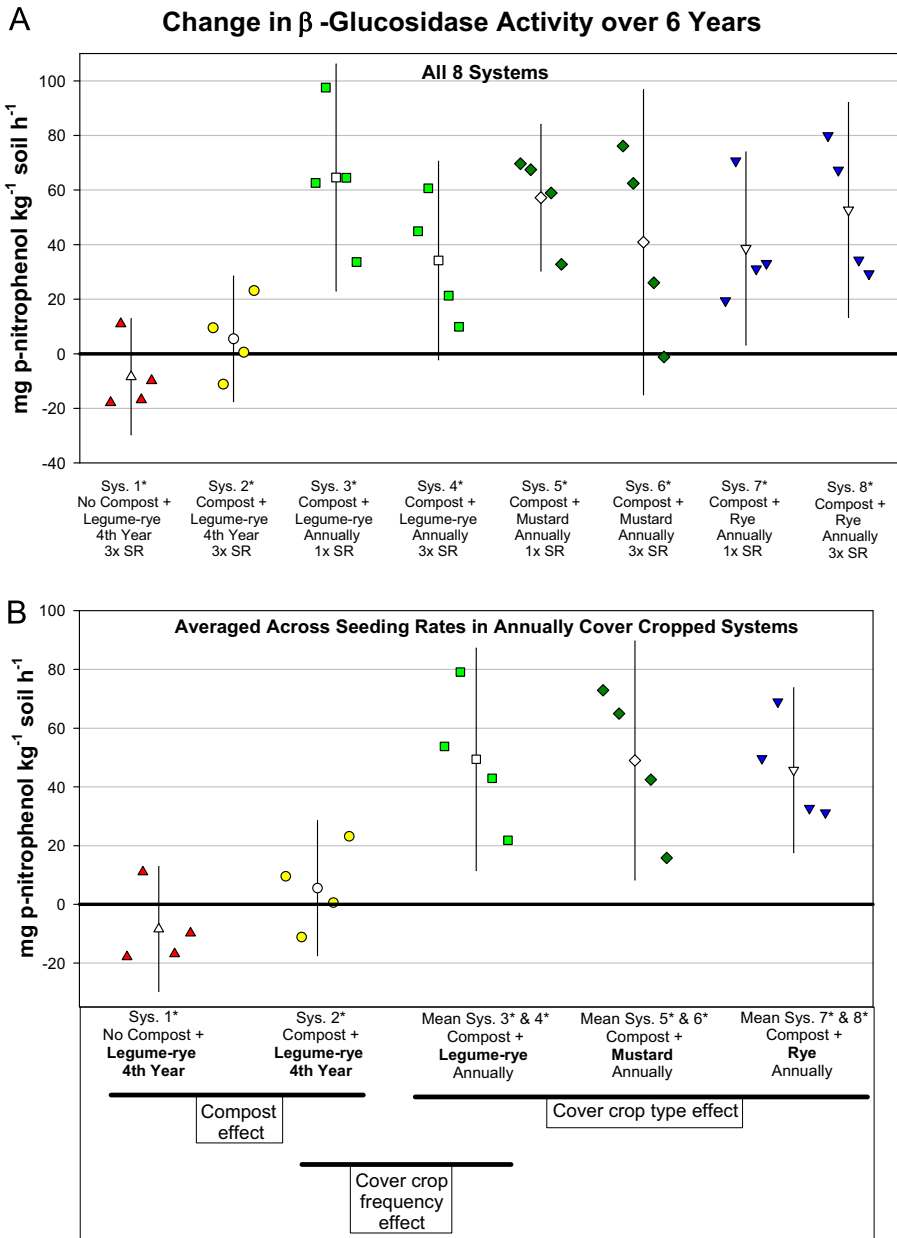 A
Change in β -Glucosidase Activity over 6 Years
All 8 Systems
mg p-nitrophenol kg⁻¹ soil h⁻¹
100
80
60
40
20
0
-20
-40
Sys. 1*
No Compost +
Legume-rye
4th Year
3x SR
Sys. 2*
Compost +
Legume-rye
4th Year
3x SR
Sys. 3*
Compost +
Legume-rye
Annually
1x SR
Sys. 4*
Compost +
Legume-rye
Annually
3x SR
Sys. 5*
Compost +
Mustard
Annually
1x SR
Sys. 6*
Compost +
Mustard
Annually
3x SR
Sys. 7*
Compost +
Rye
Annually
1x SR
Sys. 8*
Compost +
Rye
Annually
3x SR
B
Averaged Across Seeding Rates in Annually Cover Cropped Systems
mg p-nitrophenol kg⁻¹ soil h⁻¹
100
80
60
40
20
0
-20
Sys. 1*
No Compost +
Legume-rye
4th Year
Sys. 2*
Compost +
Legume-rye
4th Year
Mean Sys. 3* & 4*
Compost +
Legume-rye
Annually
Mean Sys. 5* & 6*
Compost +
Mustard
Annually
Mean Sys. 7* & 8*
Compost +
Rye
Annually
Compost
effect
Cover crop type effect
Cover crop
frequency
effect